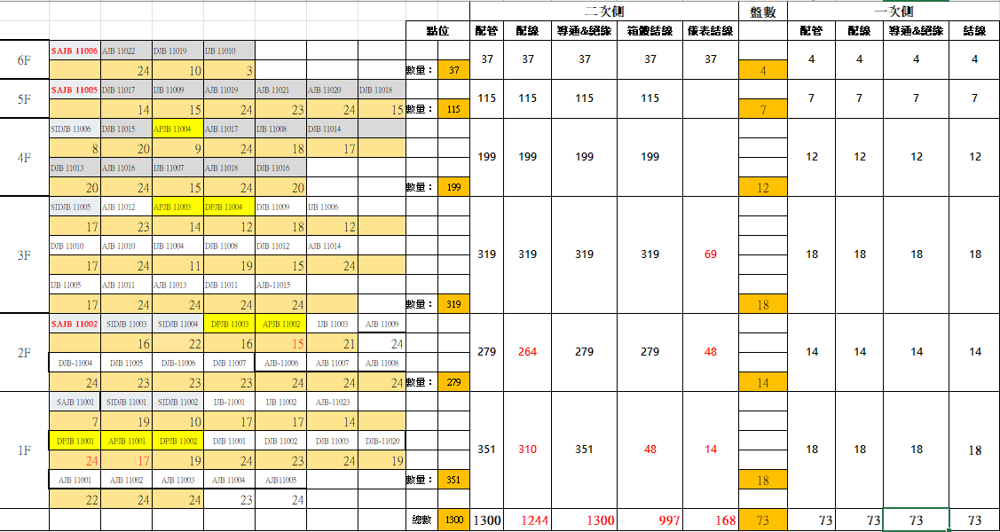 二次側 盤數 一次側
點位 配管 配線 導通&絕緣 箱體結線 儀表結線 配管 配線 導通&絕緣 結線
6F SAJB 11006 AJB 11022 DJB 11019 IJB 11010 37 37 37 37 37 4 4 4 4
24 10 3 數量： 37 4
5F SAJB 11005 DJB 11017 IJB 11009 AJB 11019 AJB 11021 AJB 11020 DJB 11018 115 115 115 115 7 7 7 7
14 15 24 23 24 15 數量： 115 7
SIDJB 11006 DJB 11015 APJB 11004 AJB 11017 IJB 11008 DJB 11014
8 20 9 24 18 17
4F 199 199 199 199 12 12 12 12
DJB 11013 AJB 11016 IJB 11007 AJB 11018 DJB 11016
20 24 15 24 20 數量： 199 12
SIDJB 11005 AJB 11012 APJB 11003 DPJB 11004 DJB 11009 IJB 11006
17 23 14 12 18 12
DJB 11010 AJB 11010 IJB 11004 DJB 11008 DJB 11012 AJB 11014
3F 319 319 319 319 69 18 18 18 18
17 24 11 19 15 24
IJB 11005 AJB 11011 AJB 11013 DJB 11011 AJB-11015
17 24 24 24 24 數量： 319 18
SAJB 11002 SIDJB 11003 SIDJB 11004 DPJB 11003 APJB 11002 IJB 11003 AJB 11009
16 22 16 15 21 24
2F 279 264 279 279 48 14 14 14 14
DJB-11004 DJB 11005 DJB-11006 DJB 11007 AJB-11006 AJB 11007 AJB 11008
24 23 23 23 24 24 24 數量： 279 14
SAJB 11001 SIDJB 11001 SIDJB 11002 IJB-11001 IJB 11002 AJB-11023
7 19 10 17 17 14
DPJB 11001 APJB 11001 DPJB 11002 DJB 11001 DJB 11002 DJB 11003 DJB-11020
1F 351 310 351 48 14 18 18 18 18
24 17 19 24 23 24 19
AJB 11001 AJB 11002 AJB 11003 AJB 11004 AJB11005 數量： 351 18
22 24 24 23 24
總數 1300 1300 1244 1300 997 168 73 73 73 73 73